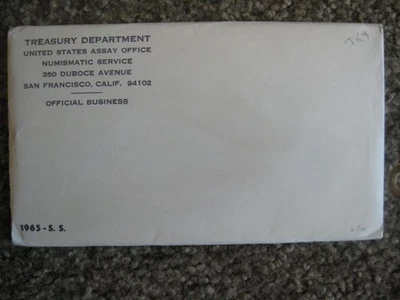 TREASURY DEPARTMENT
UNITED STATES ASSAY OFFICE
NUMISMATIC SERVICE
350 DUBOCE AVENUE
SAN FRANCISCO, CALIF. 94102
OFFICIAL BUSINESS
1965 - S. S.